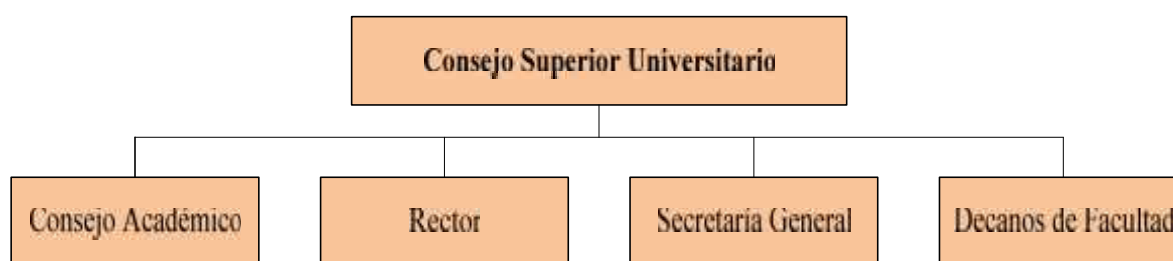 Consejo Superior Universitario
Consejo Académico
Rector
Secretaría General
Decanos de Facultad